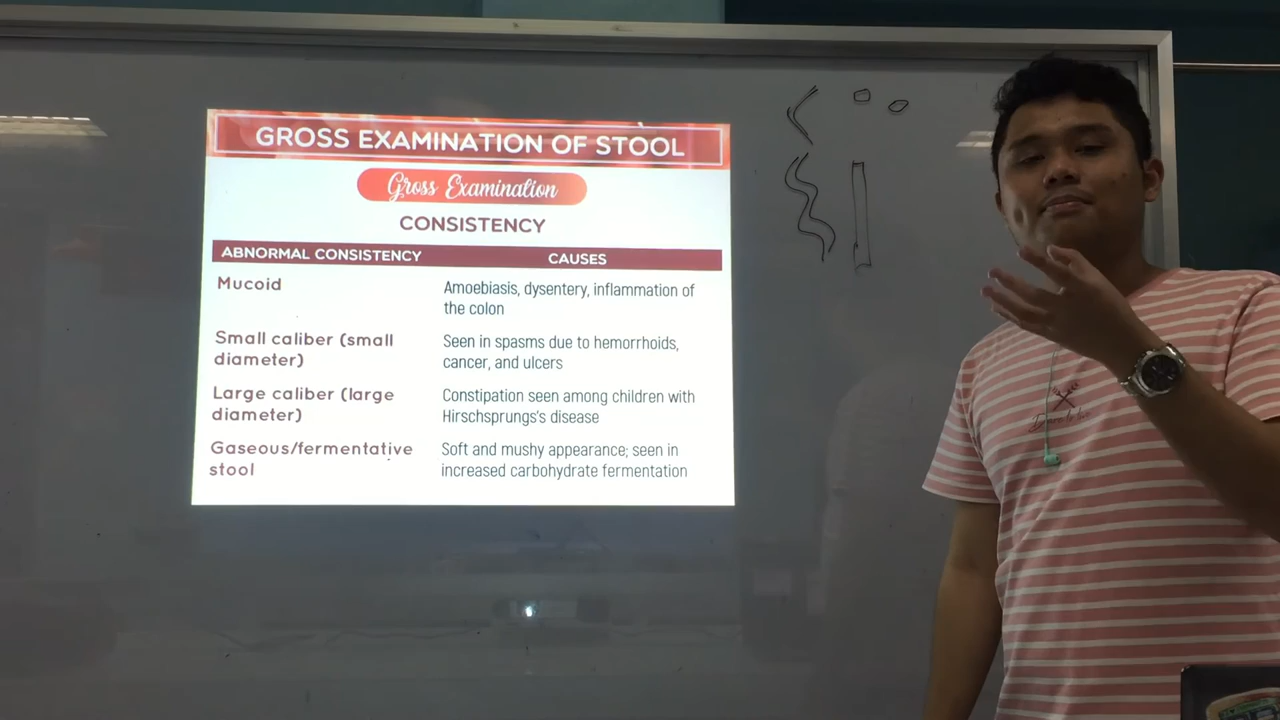 GROSS EXAMINATION OF STOOL
Gross Examination
CONSISTENCY
ABNORMAL CONSISTENCY CAUSES
Mucoid
Amoebiasis, dysentery, inflammation of
the colon
Small caliber (small
diameter)
Seen in spasms due to hemorrhoids,
cancer, and ulcers
Large caliber (large
diameter)
Constipation seen among children with
Hirschsprungs's disease
Gaseous/fermentative
stool
Soft and mushy appearance; seen in
increased carbohydrate fermentation